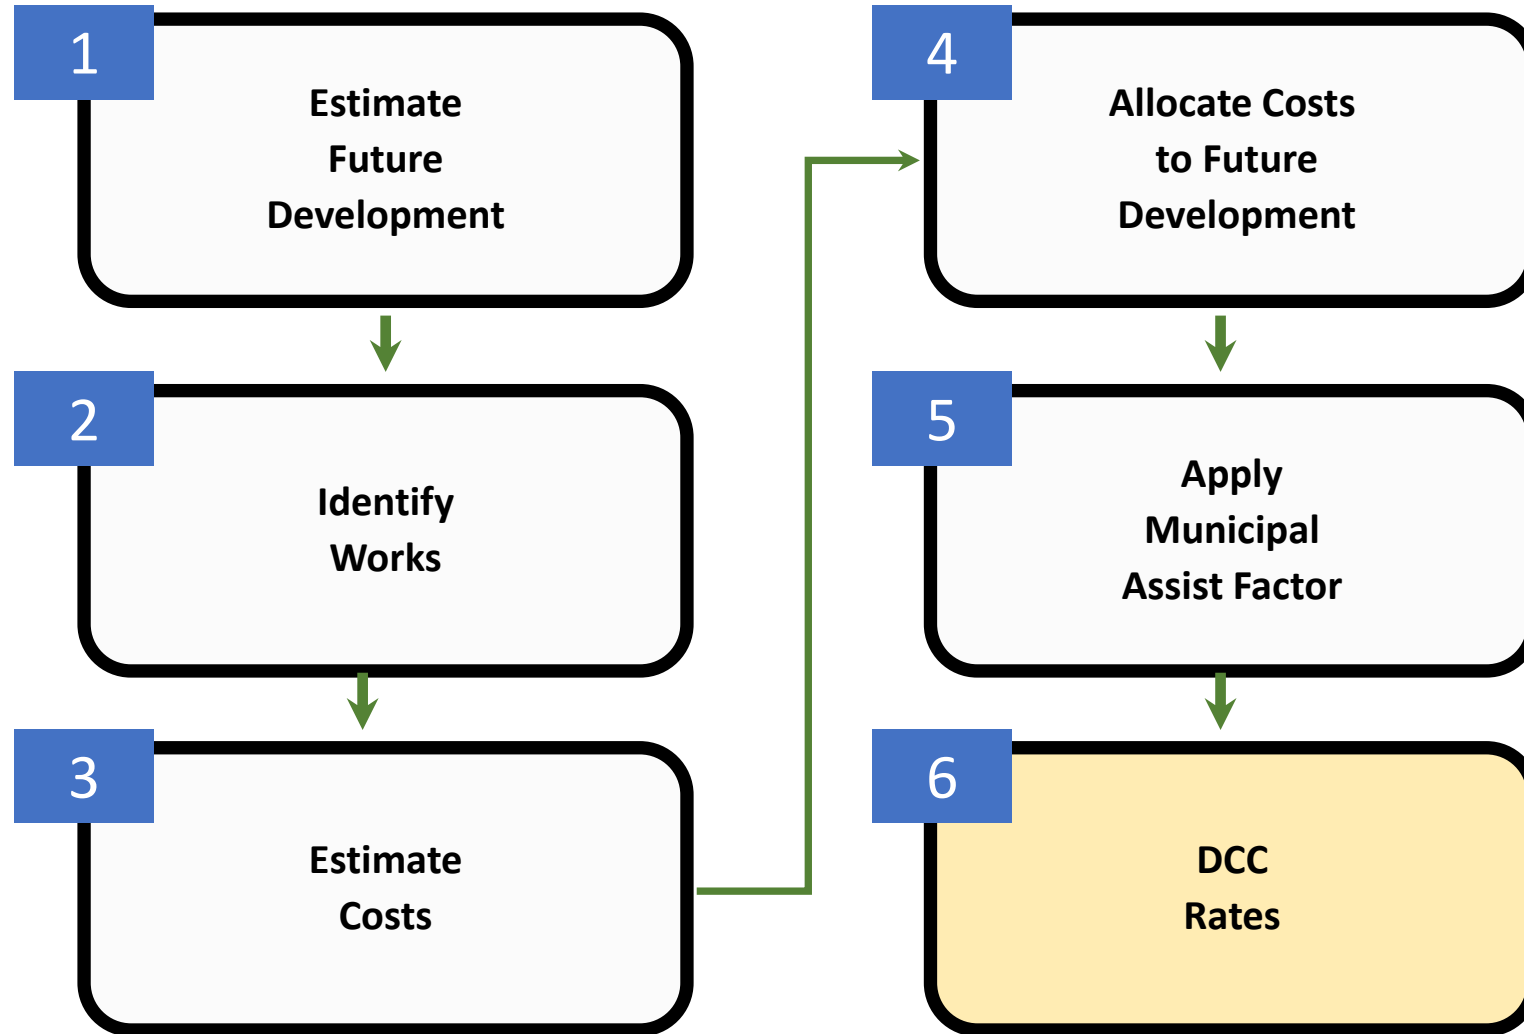 1
Estimate
Future
Development
2
Identify
Works
3
Estimate
Costs
4
Allocate Costs
to Future
Development
5
Apply
Municipal
Assist Factor
6
DCC
Rates